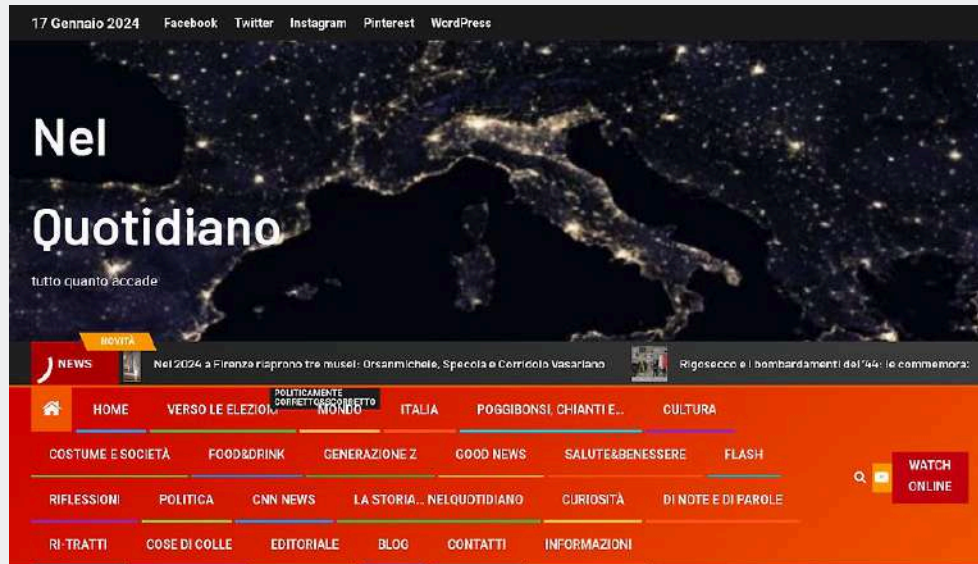 17 Gennaio 2024 Facebook Twitter Instagram Pinterest WordPress
Nel
Quotidiano
tutto quanto accade
NOVITÀ
NEWS Nel 2024 a Firenze riaprono tre musei: Orsanmichele, Specola e Corridoio Vasariano Rigosecco e i bombardamenti del '44: le commemora
POLITICAMENTE
CORRETTO&SCORRETTO
HOME VERSO LE ELEZIONI MONDO ITALIA POGGIBONSI, CHIANTI E... CULTURA
COSTUME E SOCIETÀ FOOD&DRINK GENERAZIONE Z GOOD NEWS SALUTE&BENESSERE FLASH
WATCH
ONLINE
RIFLESSIONI POLITICA CNN NEWS LA STORIA... NELQUOTIDIANO CURIOSITÀ DI NOTE E DI PAROLE
RI-TRATTI COSE DI COLLE EDITORIALE BLOG CONTATTI INFORMAZIONI